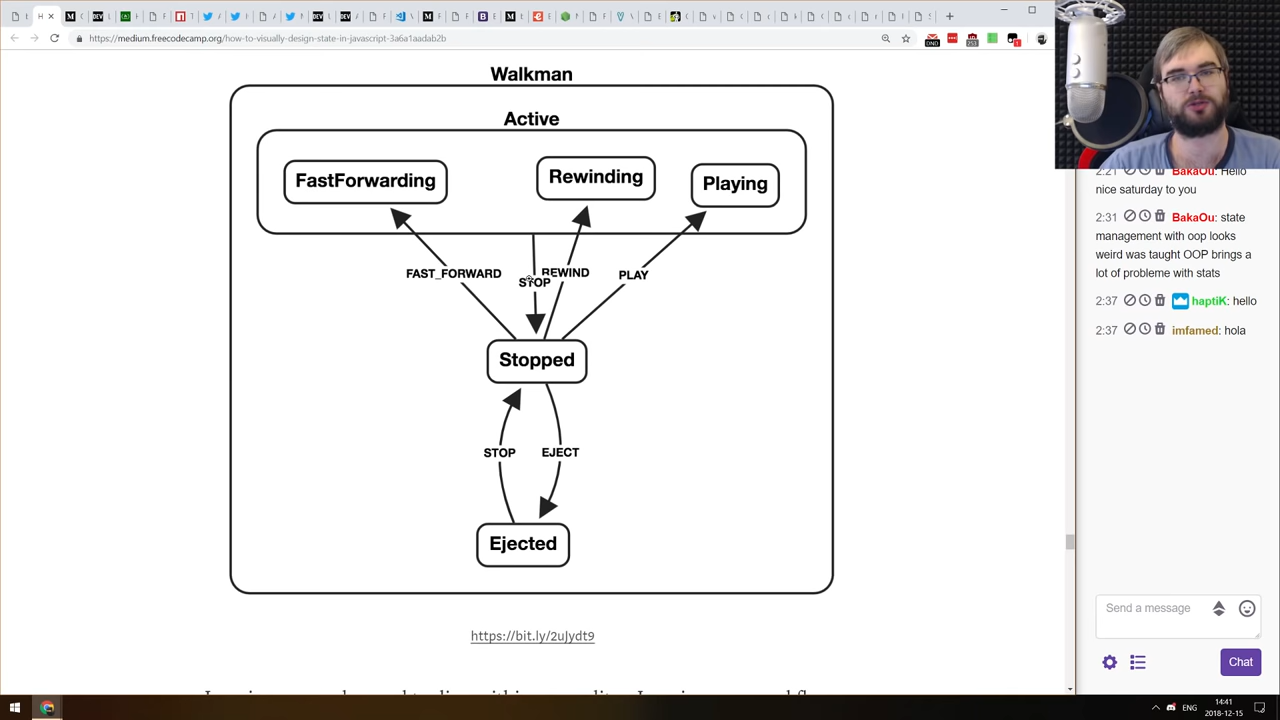 https://medium.freecodecamp.org/how-to-visually-design-state-in-javascript-3a6a1aadab2b
Walkman
Active
FastForwarding
Rewinding
Playing
FAST_FORWARD
STOP
REWIND
PLAY
Stopped
STOP
EJECT
Ejected
https://bit.ly/2uJydt9
2:21 BakaOu: Hello
nice saturday to you
2:31 BakaOu: state
management with oop looks
weird was taught OOP brings a
lot of probleme with stats
2:37 haptiK: hello
2:37 imfamed: hola
Send a message
Chat
ENG
14:41
2018-12-15